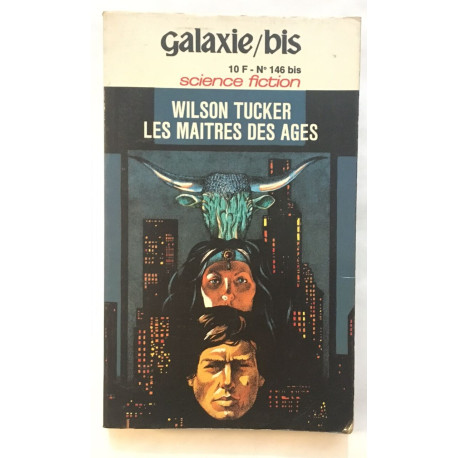 galaxie/bis
10 F - N° 146 bis
science fiction
WILSON TUCKER
LES MAITRES DES AGES